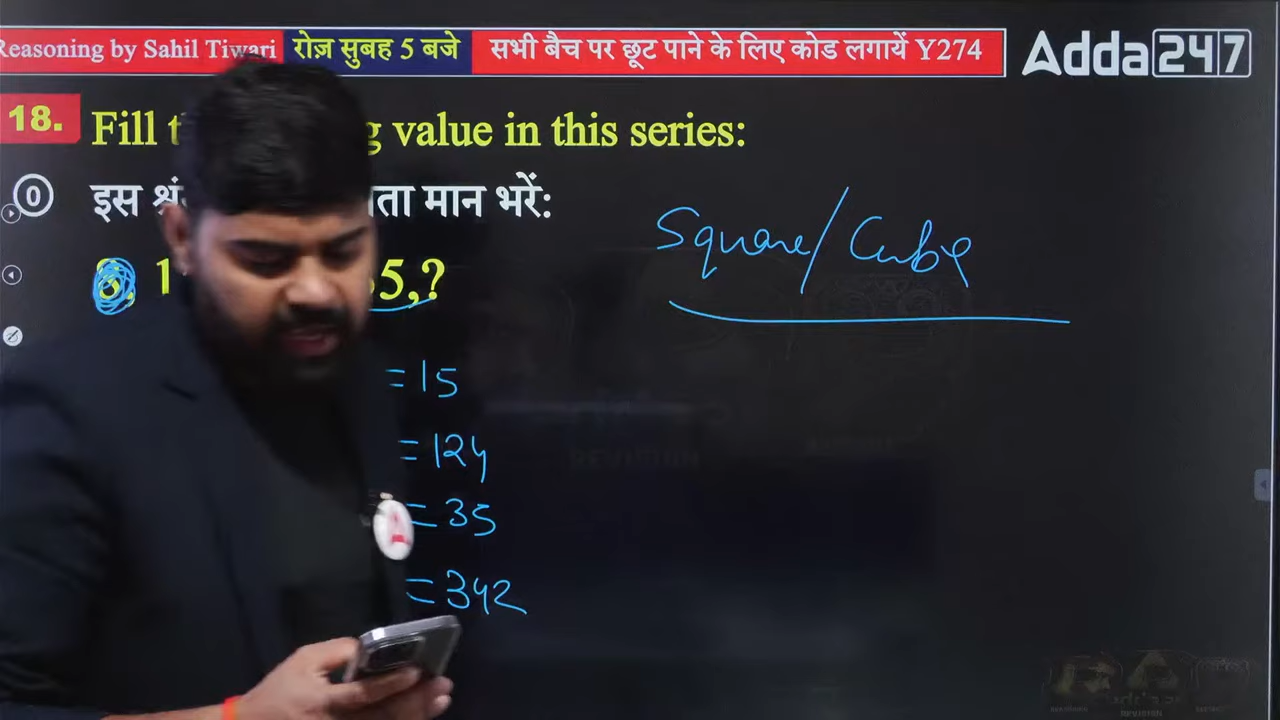 Reasoning by Sahil Tiwari रोज़ सुबह 5 बजे सभी बैच पर छूट पाने के लिए कोड लगायें Y274 Adda247
18. Fill value in this series:
0 इस मान भरें:
Square/Cube
5,?
=15
=124
=35
=342